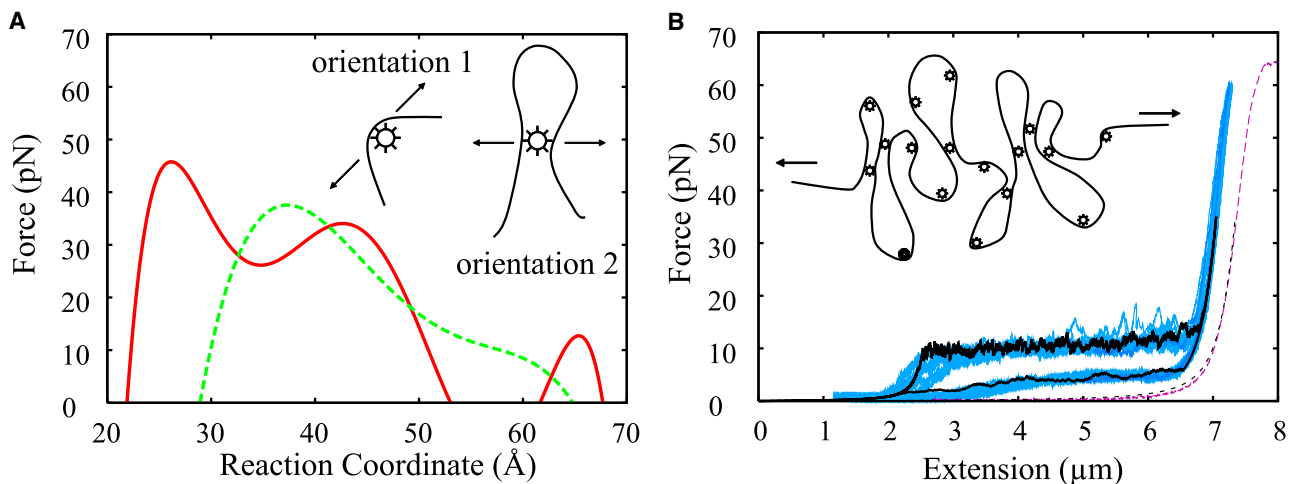 A
70
60
50
40
30
20
10
0
Force (pN)
orientation 1
orientation 2
20 30 40 50 60 70
Reaction Coordinate (Å)
B
70
60
50
40
30
20
10
0
Force (pN)
0 1 2 3 4 5 6 7 8
Extension (µm)